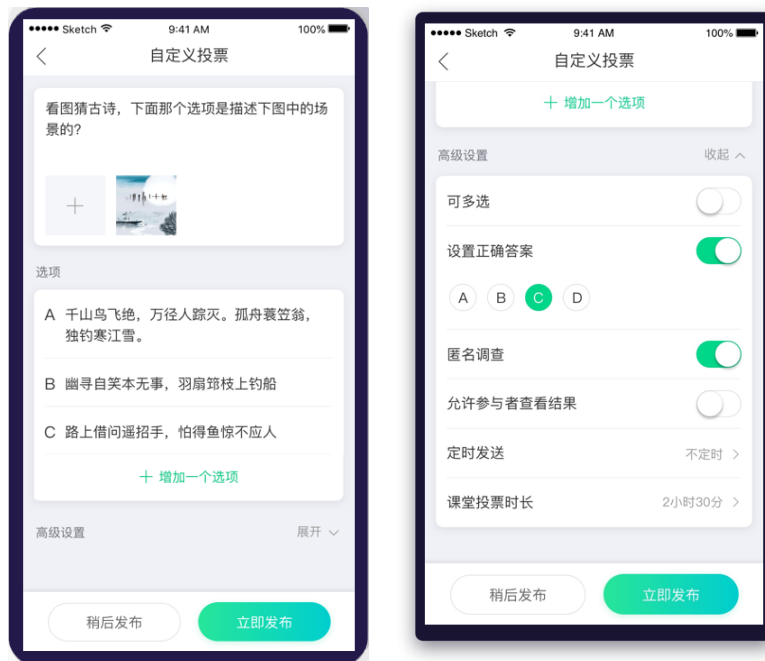 Sketch 9:41 AM 100%
自定义投票
看图猜古诗，下面那个选项是描述下图中的场
景的?
选项
A 千山鸟飞绝，万径人踪灭。孤舟蓑笠翁，
独钓寒江雪。
B 幽寻自笑本无事，羽扇筇枝上钓船
C 路上借问遥招手，怕得鱼惊不应人
增加一个选项
高级设置 展开
稍后发布 立即发布
Sketch 9:41 AM 100%
自定义投票
增加一个选项
高级设置 收起
可多选
设置正确答案
A B C D
匿名调查
允许参与者查看结果
定时发送 不定时
课堂投票时长 2小时30分
稍后发布 立即发布